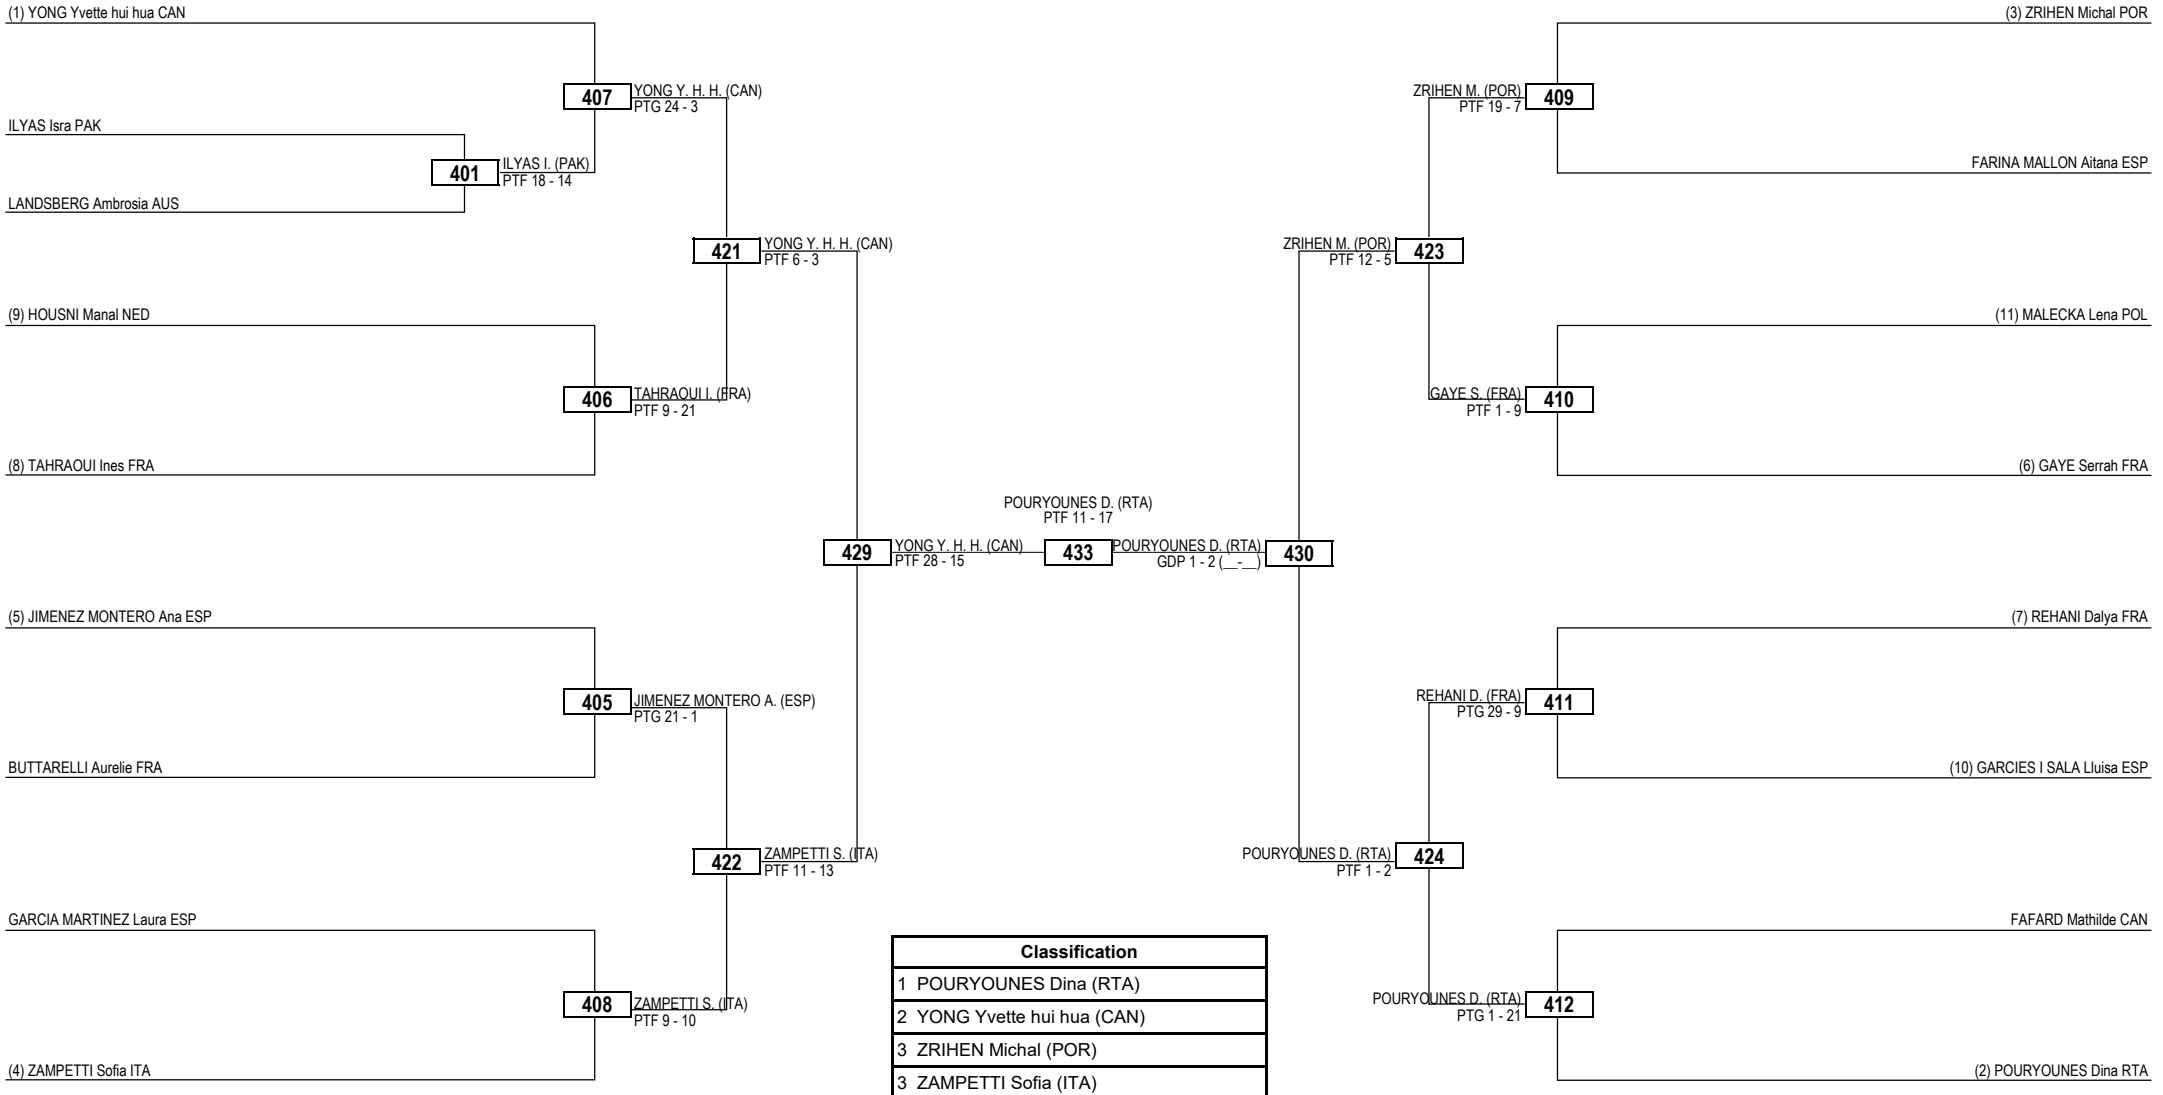 (1) YONG Yvette hui hua CAN
(3) ZRIHEN Michal POR
407
YONG Y. H. H. (CAN)
PTG 24 - 3
ZRIHEN M. (POR)
PTF 19 - 7
409
ILYAS Isra PAK
401
ILYAS I. (PAK)
PTF 18 - 14
FARINA MALLON Aitana ESP
LANDSBERG Ambrosia AUS
421
YONG Y. H. H. (CAN)
PTF 6 - 3
ZRIHEN M. (POR)
PTF 12 - 5
423
(9) HOUSNI Manal NED
(11) MALECKA Lena POL
406
TAHRAOUI I. (FRA)
PTF 9 - 21
GAYE S. (FRA)
PTF 1 - 9
410
(8) TAHRAOUI Ines FRA
(6) GAYE Serrah FRA
POURYOUNES D. (RTA)
PTF 11 - 17
429
YONG Y. H. H. (CAN)
PTF 28 - 15
433
POURYOUNES D. (RTA)
GDP 1 - 2 (__-__)
430
(5) JIMENEZ MONTERO Ana ESP
(7) REHANI Dalya FRA
405
JIMENEZ MONTERO A. (ESP)
PTG 21 - 1
REHANI D. (FRA)
PTG 29 - 9
411
BUTTARELLI Aurelie FRA
(10) GARCIES I SALA Lluisa ESP
422
ZAMPETTI S. (ITA)
PTF 11 - 13
POURYOUNES D. (RTA)
PTF 1 - 2
424
GARCIA MARTINEZ Laura ESP
FAFARD Mathilde CAN
408
ZAMPETTI S. (ITA)
PTF 9 - 10
POURYOUNES D. (RTA)
PTG 1 - 21
412
(4) ZAMPETTI Sofia ITA
(2) POURYOUNES Dina RTA
Classification
1 POURYOUNES Dina (RTA)
2 YONG Yvette hui hua (CAN)
3 ZRIHEN Michal (POR)
3 ZAMPETTI Sofia (ITA)